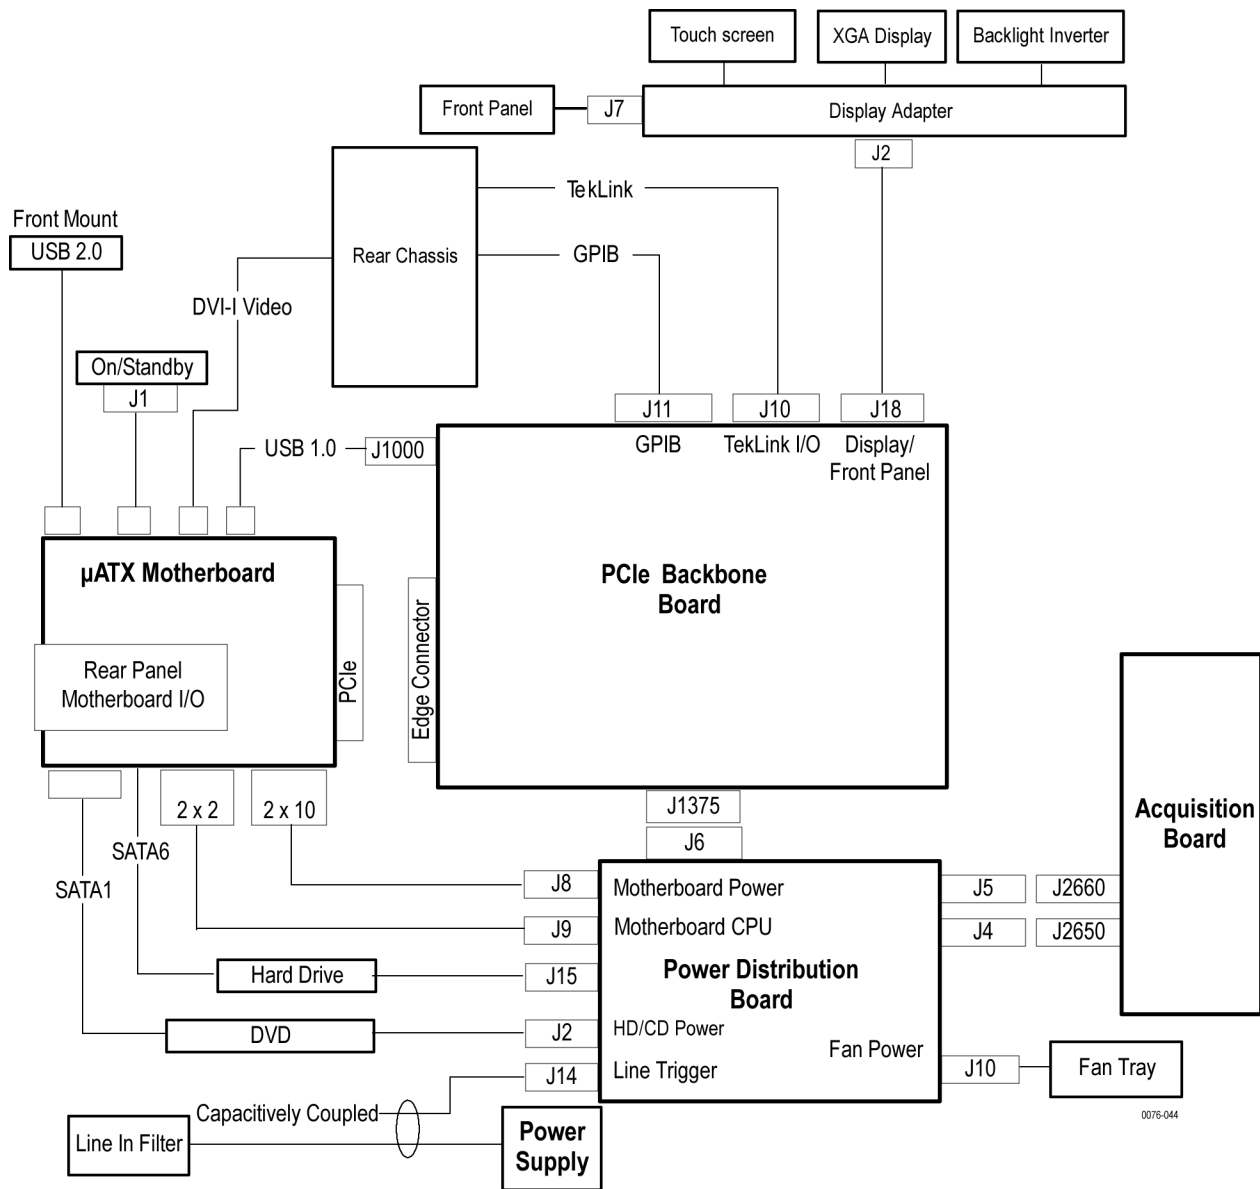 Touch screen
XGA Display
Backlight Inverter
Front Panel
J7
Display Adapter
J2
TekLink
Front Mount
USB 2.0
Rear Chassis
GPIB
DVI-I Video
On/Standby
J1
J11
J10
J18
USB 1.0
J1000
GPIB
TekLink I/O
Display/
Front Panel
µATX Motherboard
PCIe Backbone
Board
Rear Panel
Motherboard I/O
PCIe
Edge Connector
2 x 2
2 x 10
J1375
J6
Acquisition
Board
SATA6
SATA1
J8
Motherboard Power
J5
J2660
J9
Motherboard CPU
J4
J2650
Hard Drive
J15
Power Distribution
Board
DVD
J2
HD/CD Power
Fan Power
J14
Line Trigger
J10
Fan Tray
Capacitively Coupled
0076-044
Line In Filter
Power
Supply